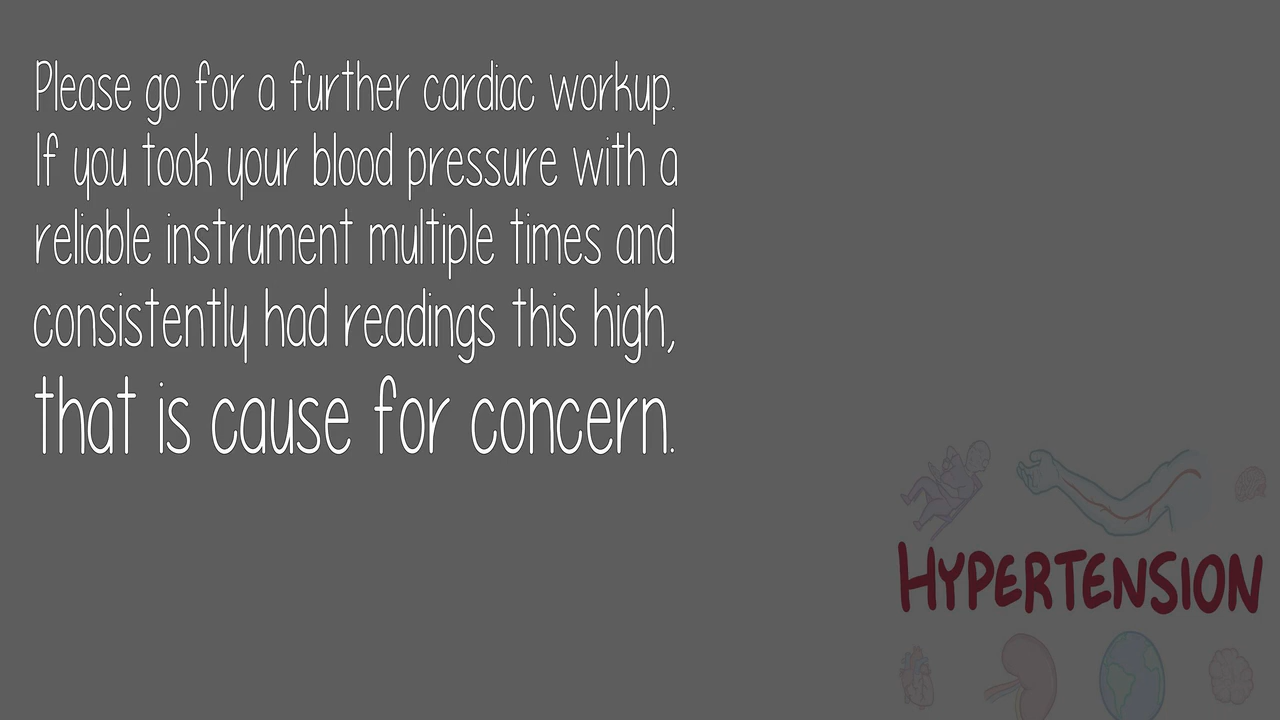 Please go for a further cardiac workup.
If you took your blood pressure with a
reliable instrument multiple times and
consistently had readings this high,
that is cause for concern.
HYPERTENSION